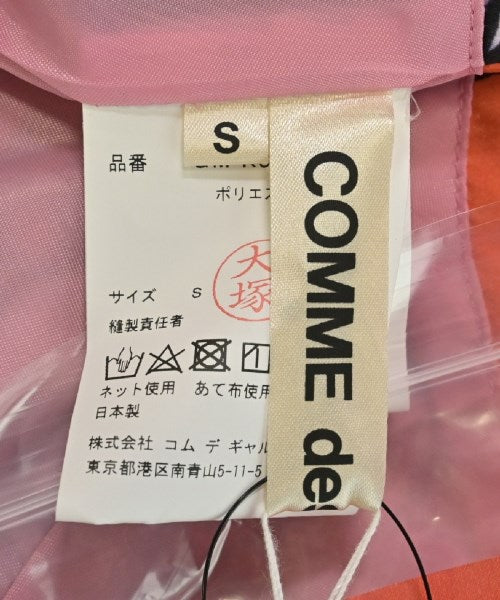 S
COMME des
品番
ポリエス
サイズ S
大塚
縫製責任者
ネット使用 あて布使用
日本製
株式会社 コム デ ギャル
東京都港区南青山5-11-5